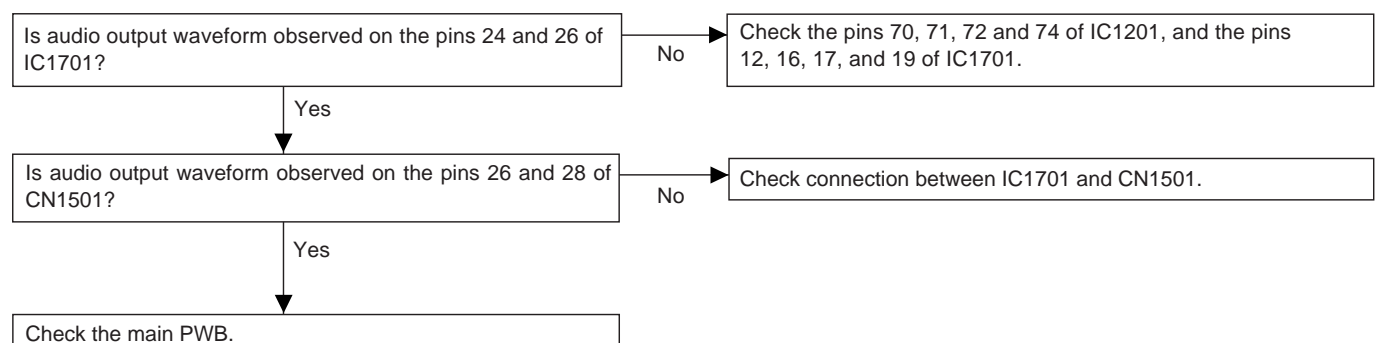 Is audio output waveform observed on the pins 24 and 26 of
IC1701?
No
Check the pins 70, 71, 72 and 74 of IC1201, and the pins
12, 16, 17, and 19 of IC1701.
Yes
Is audio output waveform observed on the pins 26 and 28 of
CN1501?
No
Check connection between IC1701 and CN1501.
Yes
Check the main PWB.